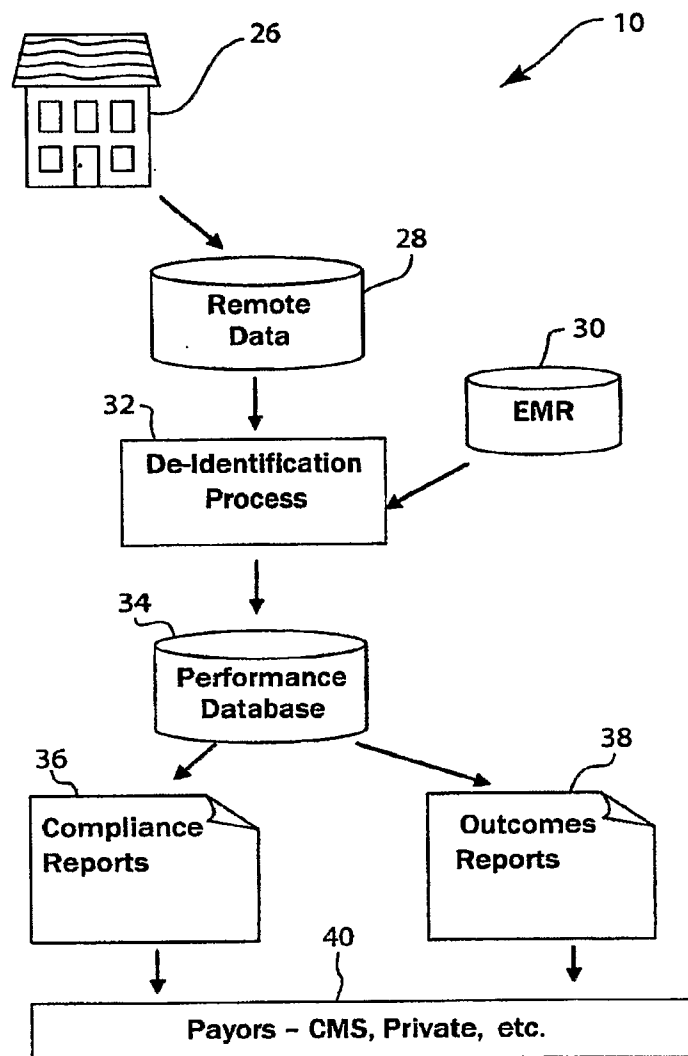 26
10
28
Remote
Data
30
EMR
32
De-Identification
Process
34
Performance
Database
36
Compliance
Reports
38
Outcomes
Reports
40
Payors – CMS, Private, etc.